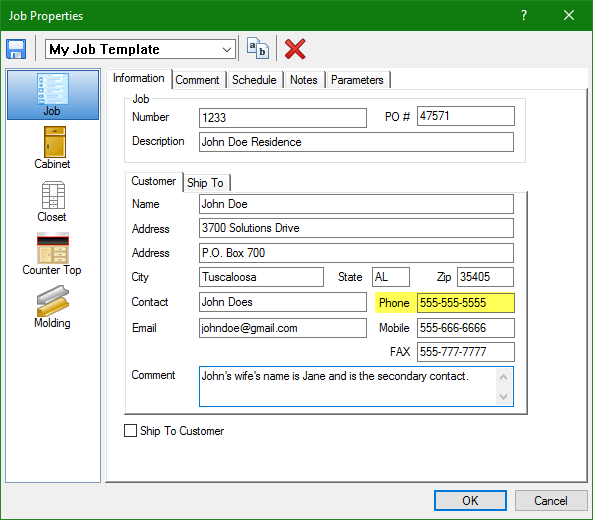 Job Properties
?
My Job Template
a b
Information Comment Schedule Notes Parameters
Job
Cabinet
Closet
Counter Top
Molding
Job
Number 1233 PO # 47571
Description John Doe Residence
Customer Ship To
Name John Doe
Address 3700 Solutions Drive
Address P.O. Box 700
City Tuscaloosa State AL Zip 35405
Contact John Does Phone 555-555-5555
Email johndoe@gmail.com Mobile 555-666-6666
FAX 555-777-7777
Comment John's wife's name is Jane and is the secondary contact.
Ship To Customer
OK Cancel